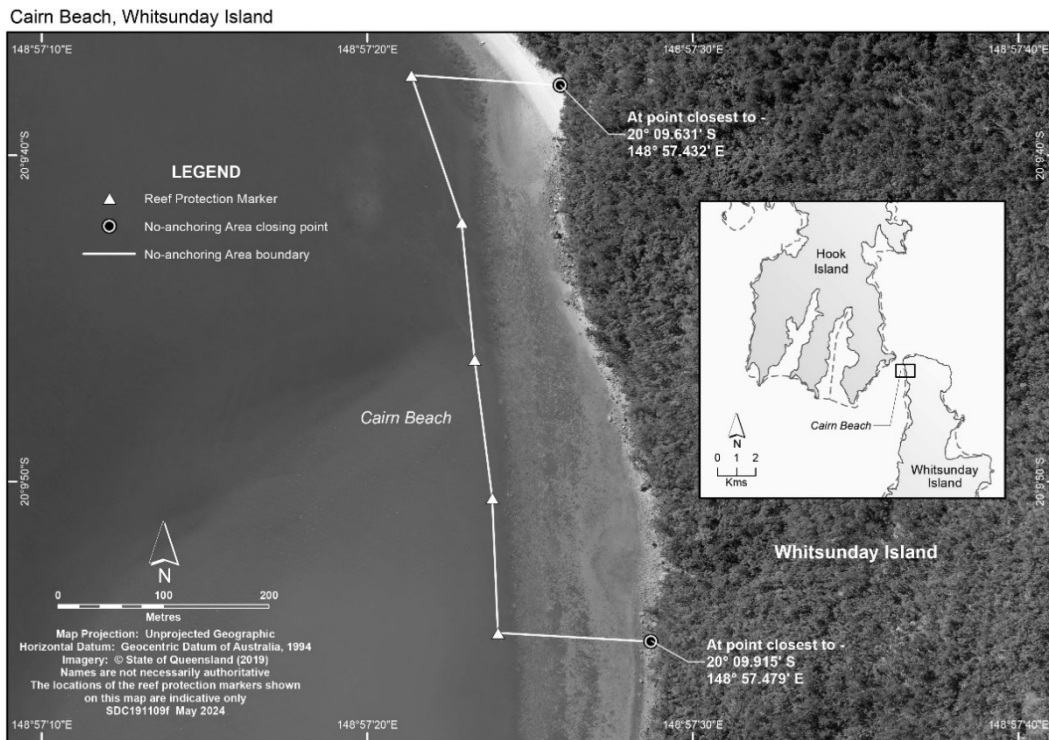 Cairn Beach, Whitsunday Island
148°57'10"E
148°57'20"E
148°57'30"E
148°57'40"E
At point closest to -
20° 09.631' S
148° 57.432' E
20°9'40"S
20°9'40"S
LEGEND
Reef Protection Marker
No-anchoring Area closing point
No-anchoring Area boundary
Hook
Island
Cairn Beach
N
0 1 2
Kms
Whitsunday
Island
Cairn Beach
20°9'50"S
20°9'50"S
Whitsunday Island
N
0 100 200
Metres
Map Projection: Unprojected Geographic
Horizontal Datum: Geocentric Datum of Australia, 1994
Imagery: © State of Queensland (2019)
Names are not necessarily authoritative
The locations of the reef protection markers shown
on this map are indicative only
SDC191109f May 2024
At point closest to -
20° 09.915' S
148° 57.479' E
148°57'10"E
148°57'20"E
148°57'30"E
148°57'40"E